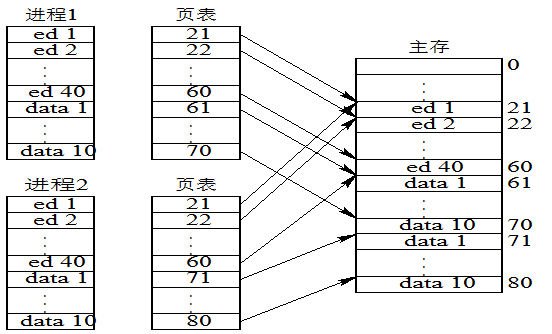 进程1
ed 1
ed 2
⋮
ed 40
data 1
⋮
data 10
页表
21
22
⋮
60
61
⋮
70
进程2
ed 1
ed 2
⋮
ed 40
data 1
⋮
data 10
页表
21
22
⋮
60
71
⋮
80
主存
0
⋮
ed 1 21
ed 2 22
⋮
ed 40 60
data 1 61
⋮
data 10 70
data 1 71
⋮
data 10 80